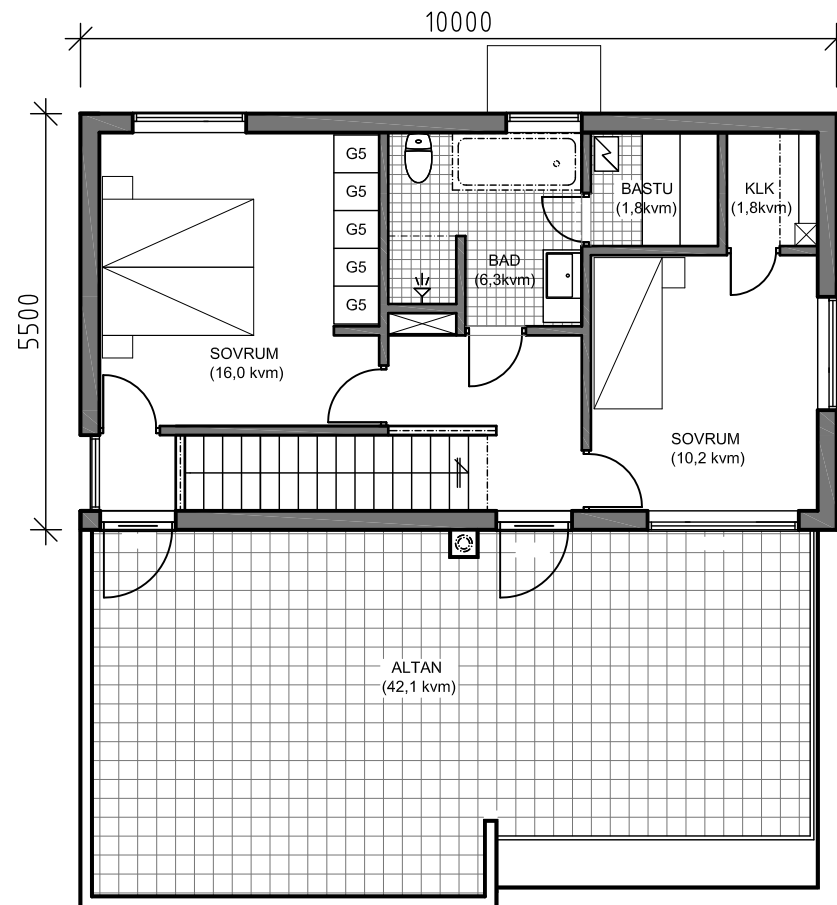 10000
5500
G5
G5
G5
G5
G5
BASTU
(1,8kvm)
KLK
(1,8kvm)
BAD
(6,3kvm)
SOVRUM
(16,0 kvm)
SOVRUM
(10,2 kvm)
ALTAN
(42,1 kvm)